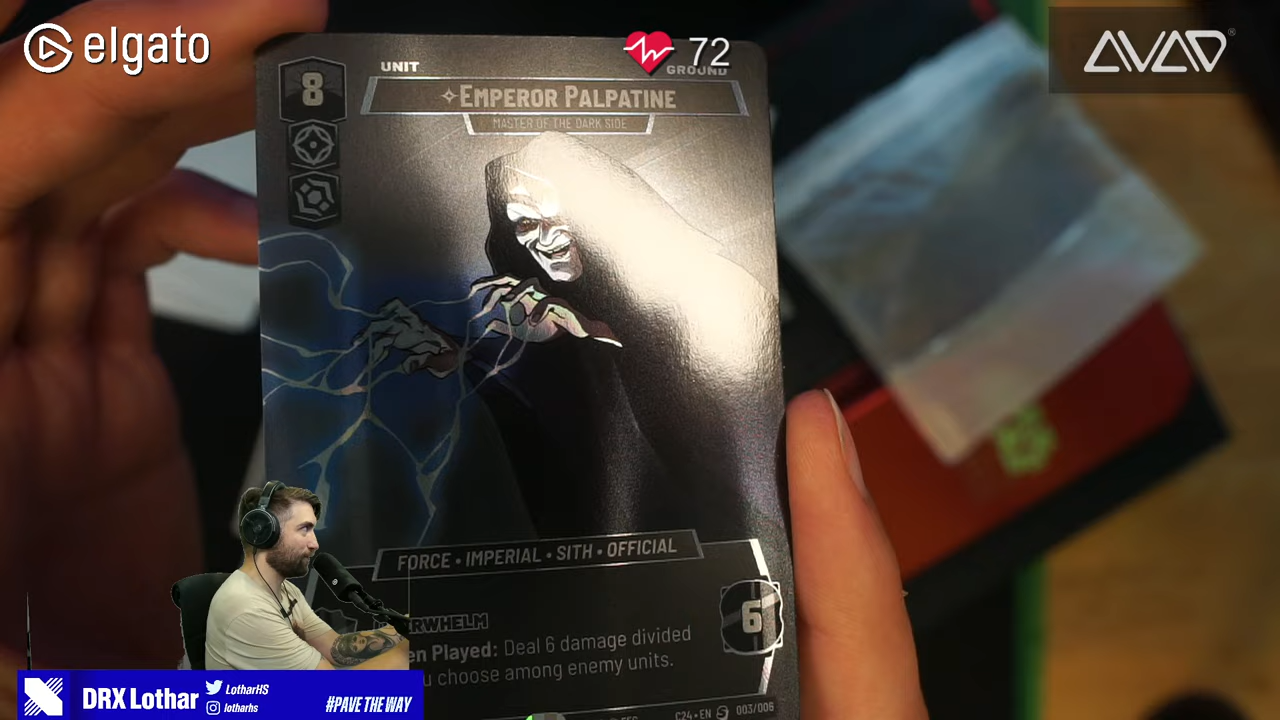 elgato
72
AVAD®
UNIT
GROUND
8
EMPEROR PALPATINE
MASTER OF THE DARK SIDE
FORCE • IMPERIAL • SITH • OFFICIAL
ERWHELM
6
en Played: Deal 6 damage divided
u choose among enemy units.
C24 • EN
003/006
DRX Lothar
LotharHS
lotharhs
#PAVE THE WAY